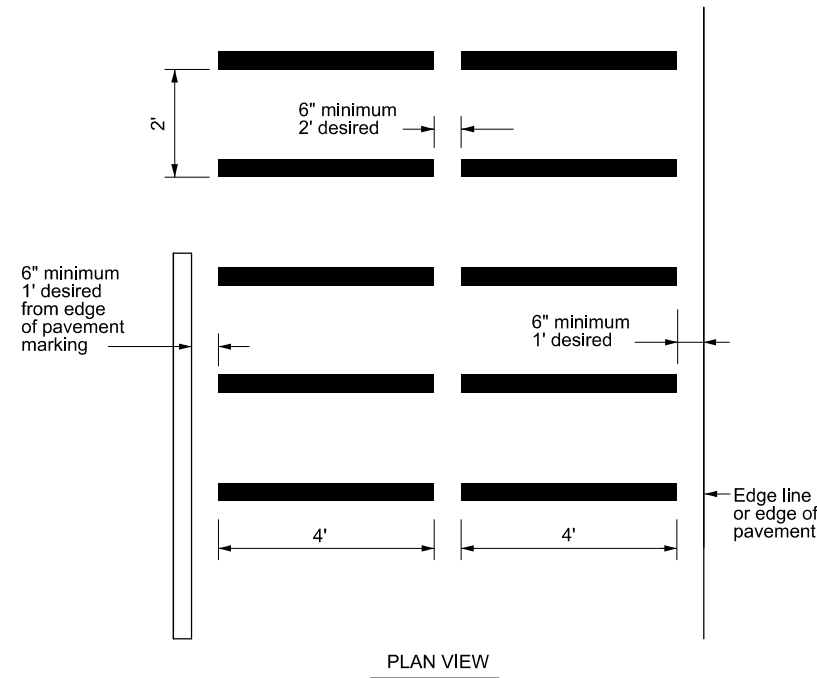 2'
6" minimum
2' desired
6" minimum
1' desired
from edge
of pavement
marking
6" minimum
1' desired
Edge line
or edge of
pavement
4'
4'
PLAN VIEW